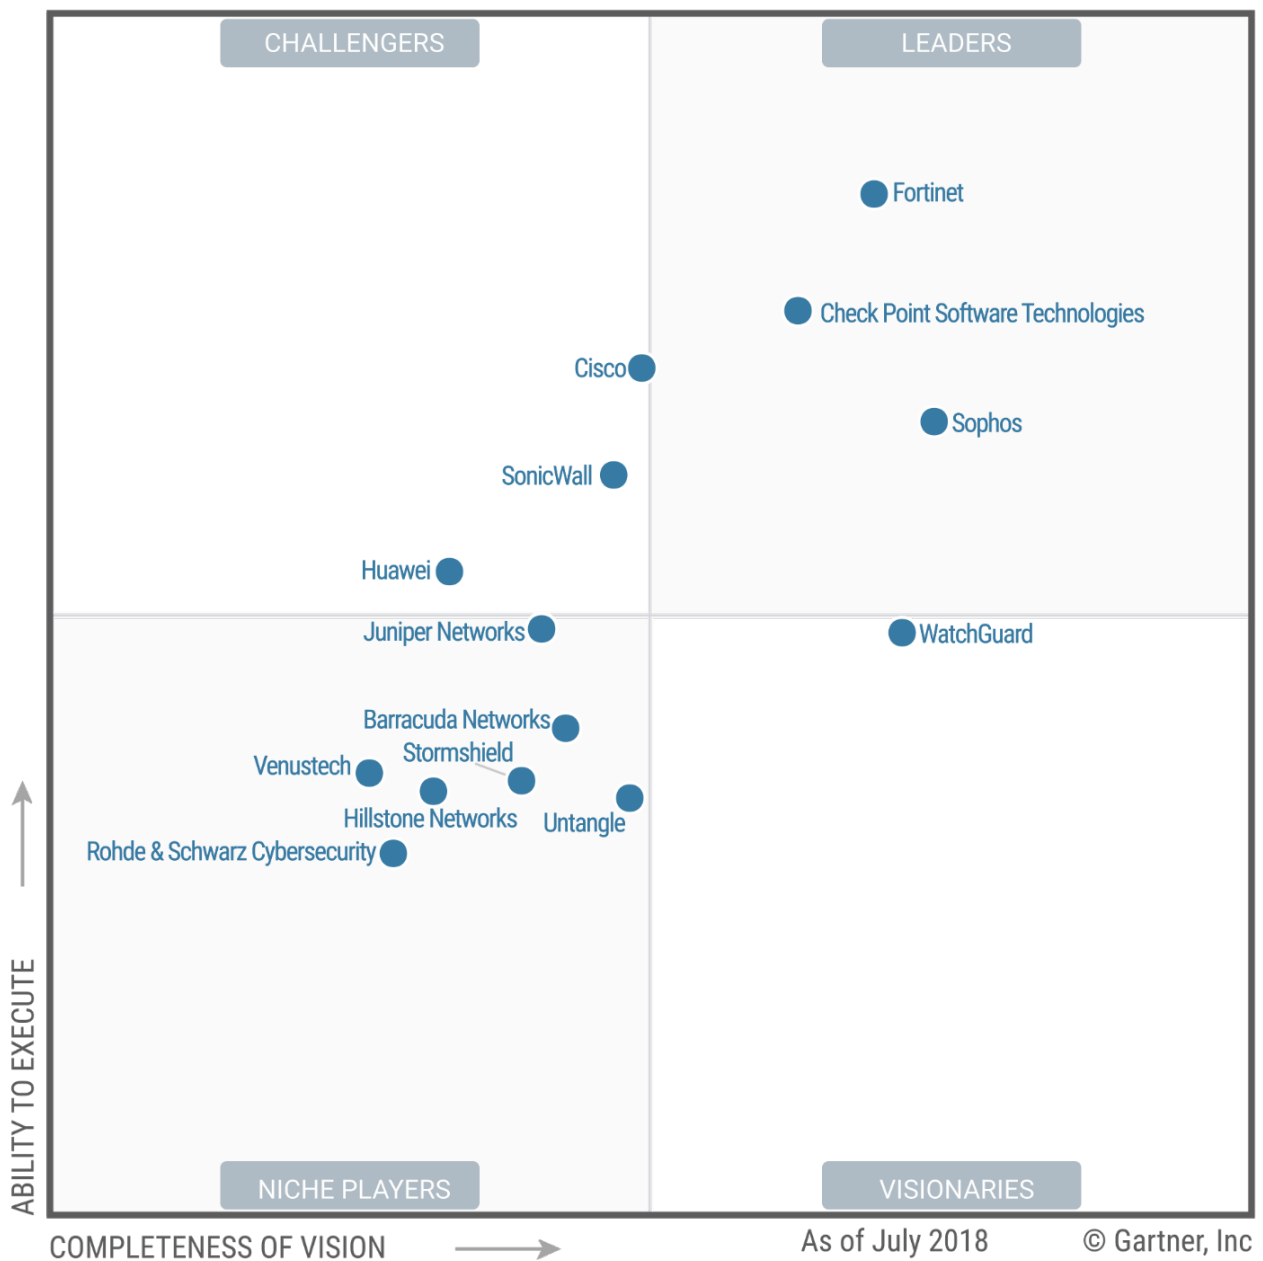 CHALLENGERS
LEADERS
Fortinet
Check Point Software Technologies
Cisco
Sophos
SonicWall
Huawei
Juniper Networks
WatchGuard
Barracuda Networks
Stormshield
Venustech
Hillstone Networks
Untangle
Rohde & Schwarz Cybersecurity
ABILITY TO EXECUTE
NICHE PLAYERS
VISIONARIES
COMPLETENESS OF VISION
As of July 2018
© Gartner, Inc